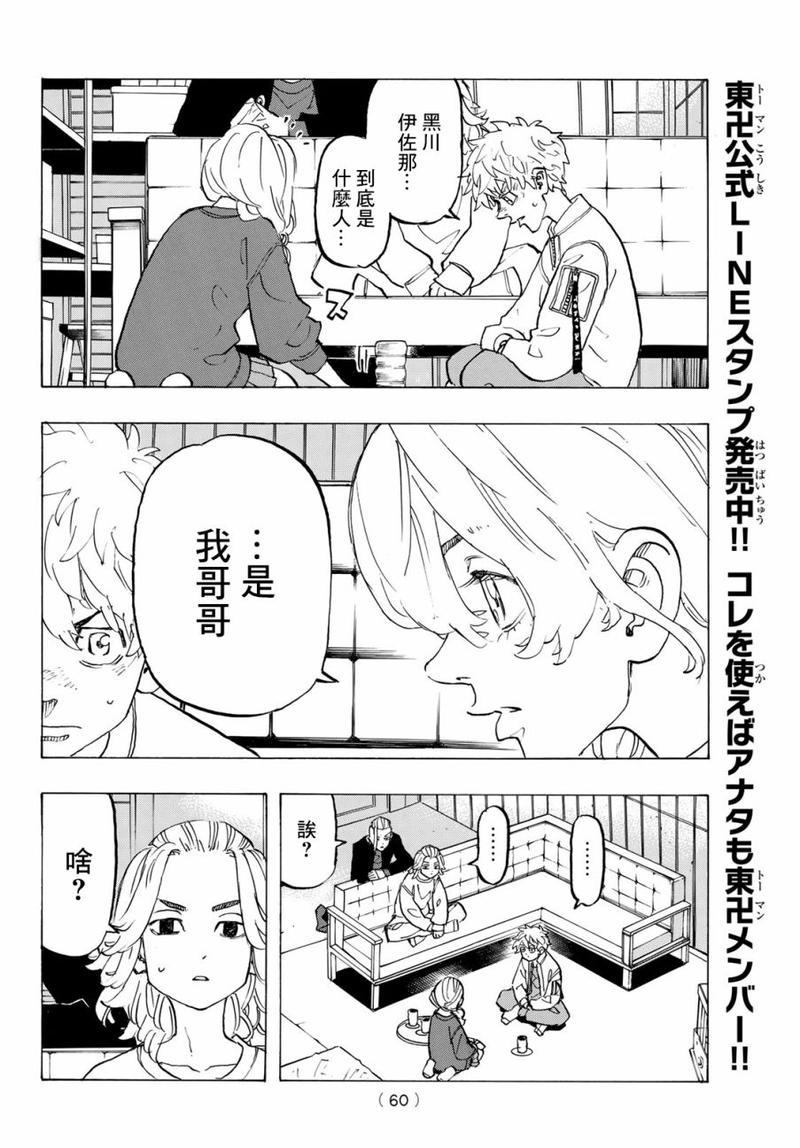 東卍公式LINEスタンプ発売中!! コレを使えばアナタも東卍メンバー!!
トー マン こう しき
はつ ばい ちゅう
つか
トー マン
黑川
伊佐那…
到底是
什麼人…
ス
…是
我哥哥
……
……
誒?
啥?
(60)